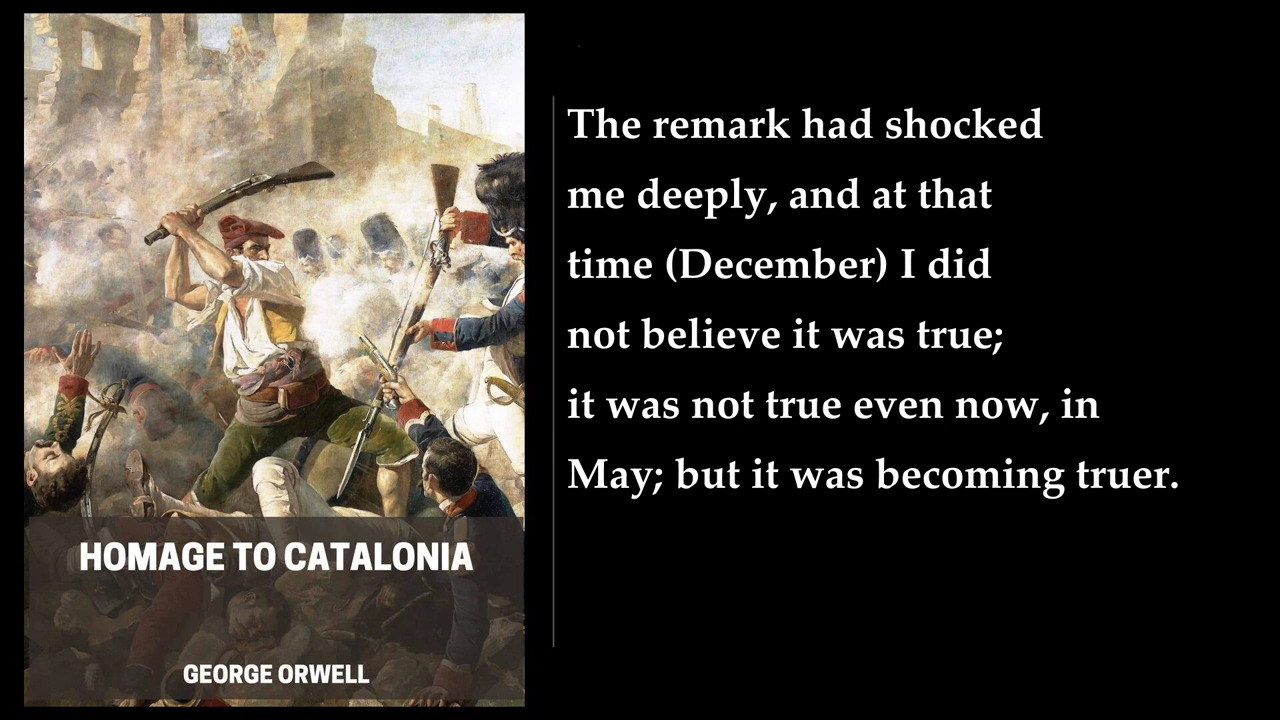 HOMAGE TO CATALONIA
GEORGE ORWELL
The remark had shocked
me deeply, and at that
time (December) I did
not believe it was true;
it was not true even now, in
May; but it was becoming truer.